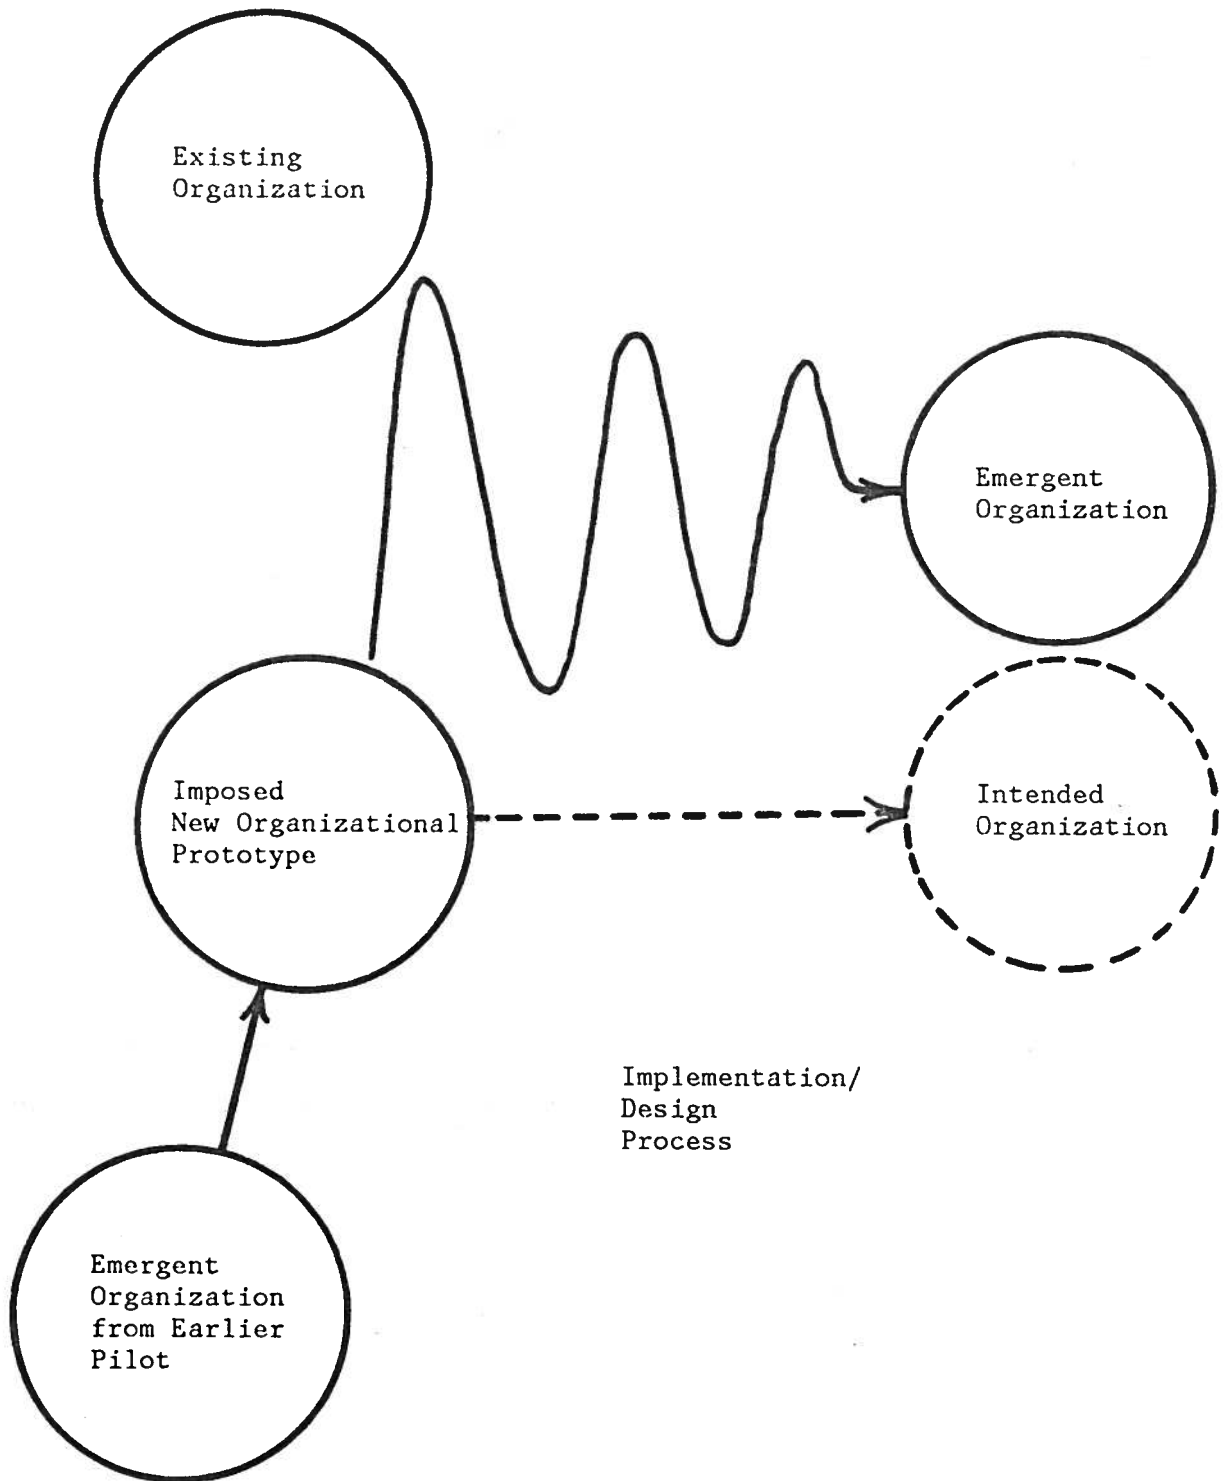 Existing
Organization
Emergent
Organization
Imposed
New Organizational
Prototype
Intended
Organization
Implementation/
Design
Process
Emergent
Organization
from Earlier
Pilot